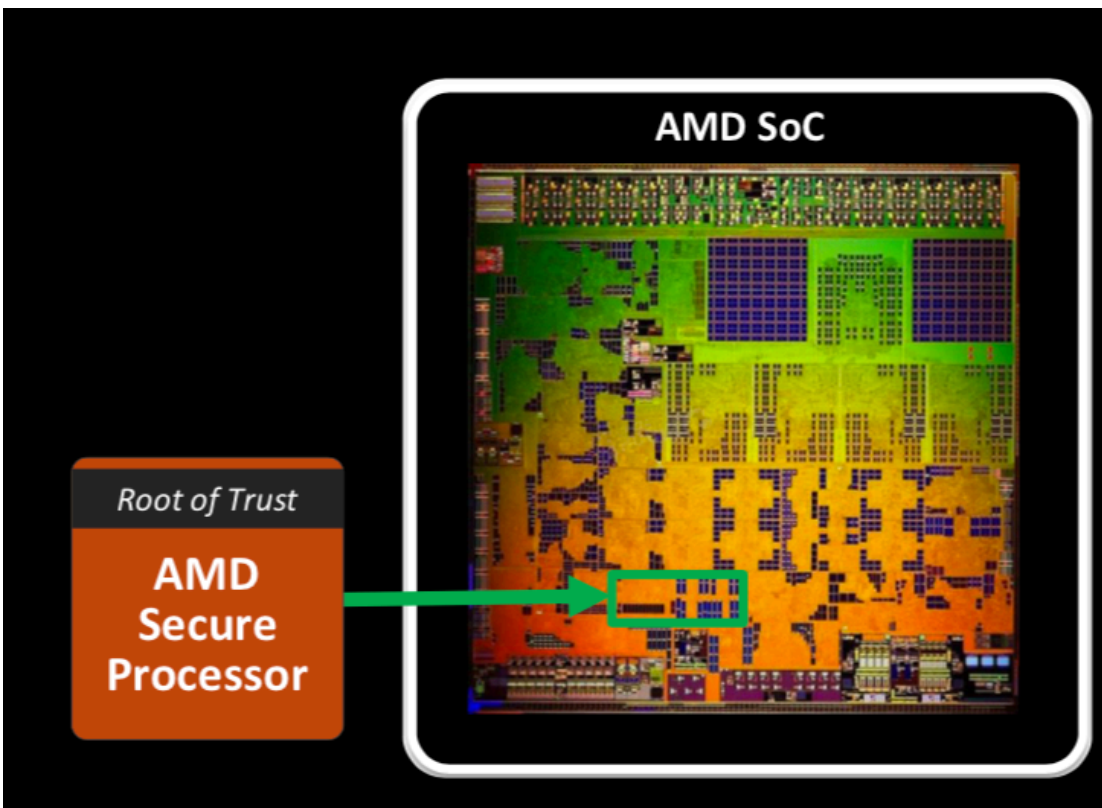 AMD SoC
Root of Trust
AMD
Secure
Processor